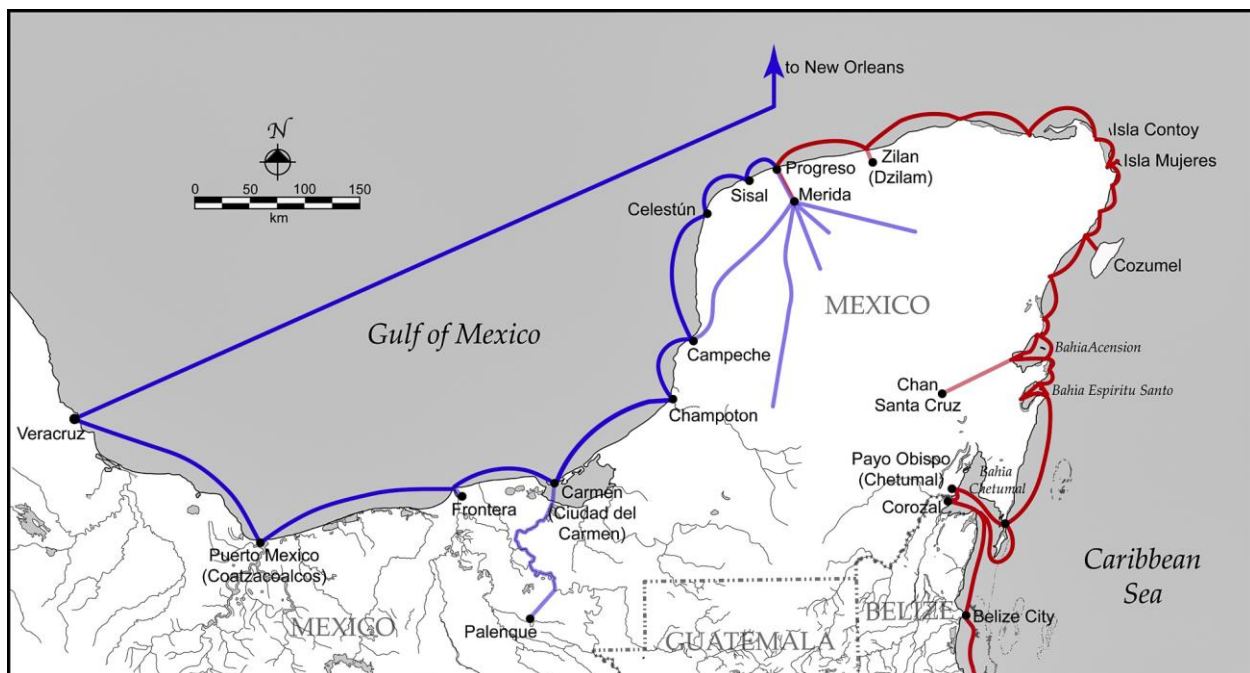 to New Orleans
N
0 50 100 150
km
Isla Contoy
Isla Mujeres
Zilan
(Dzilam)
Progreso
Merida
Sisal
Celestún
Cozumel
MEXICO
Gulf of Mexico
Campeche
BahiaAcension
Bahia Espiritu Santo
Chan
Santa Cruz
Champoton
Veracruz
Payo Obispo
(Chetumal)
Bahia
Chetumal
Corozal
Carmen
(Ciudad del
Carmen)
Frontera
Puerto Mexico
(Coatzacoalcos)
Caribbean
Sea
MEXICO
Palenque
GUATEMALA
BELIZE
Belize City